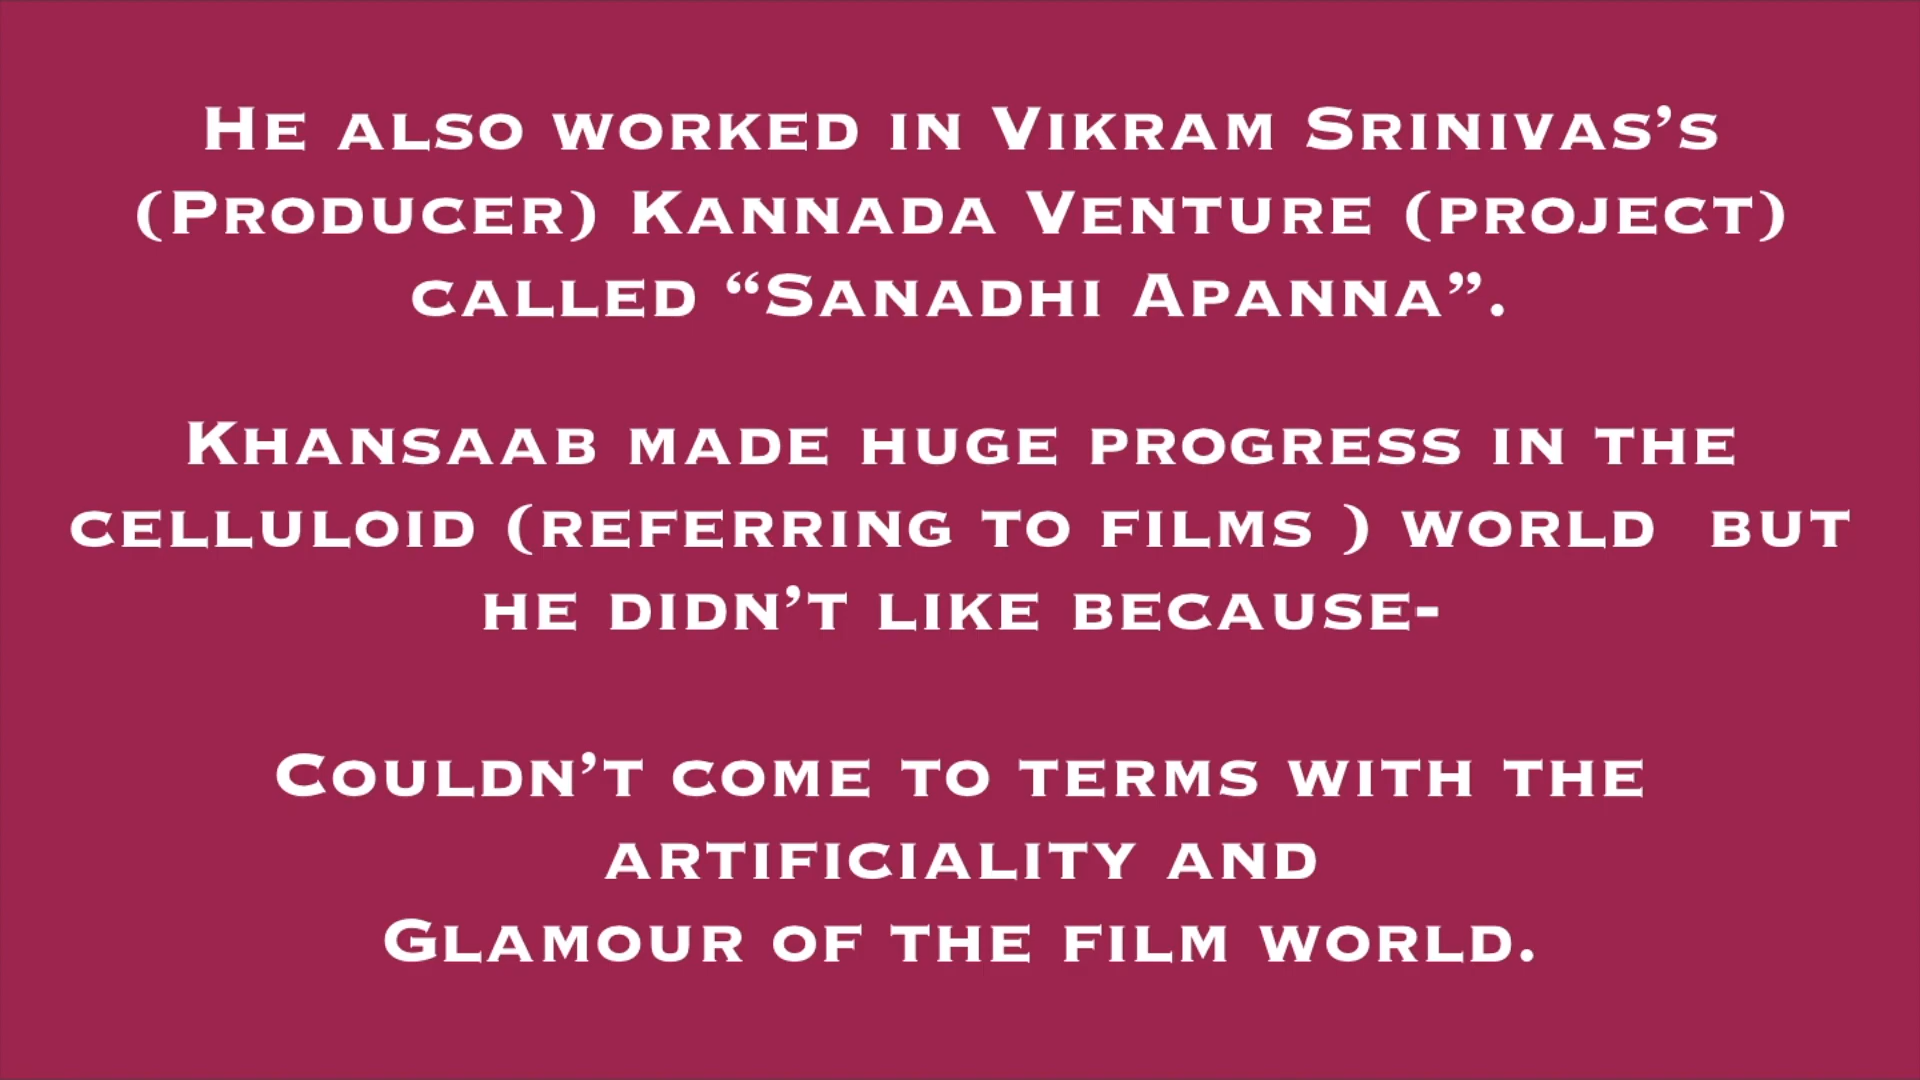 He also worked in Vikram Srinivas’s
(Producer) Kannada Venture (project)
called “Sanadhi Apanna”.
Khansaab made huge progress in the
celluloid (referring to films ) world  but
he didn’t like because-
Couldn’t come to terms with the
artificiality and
Glamour of the film world.